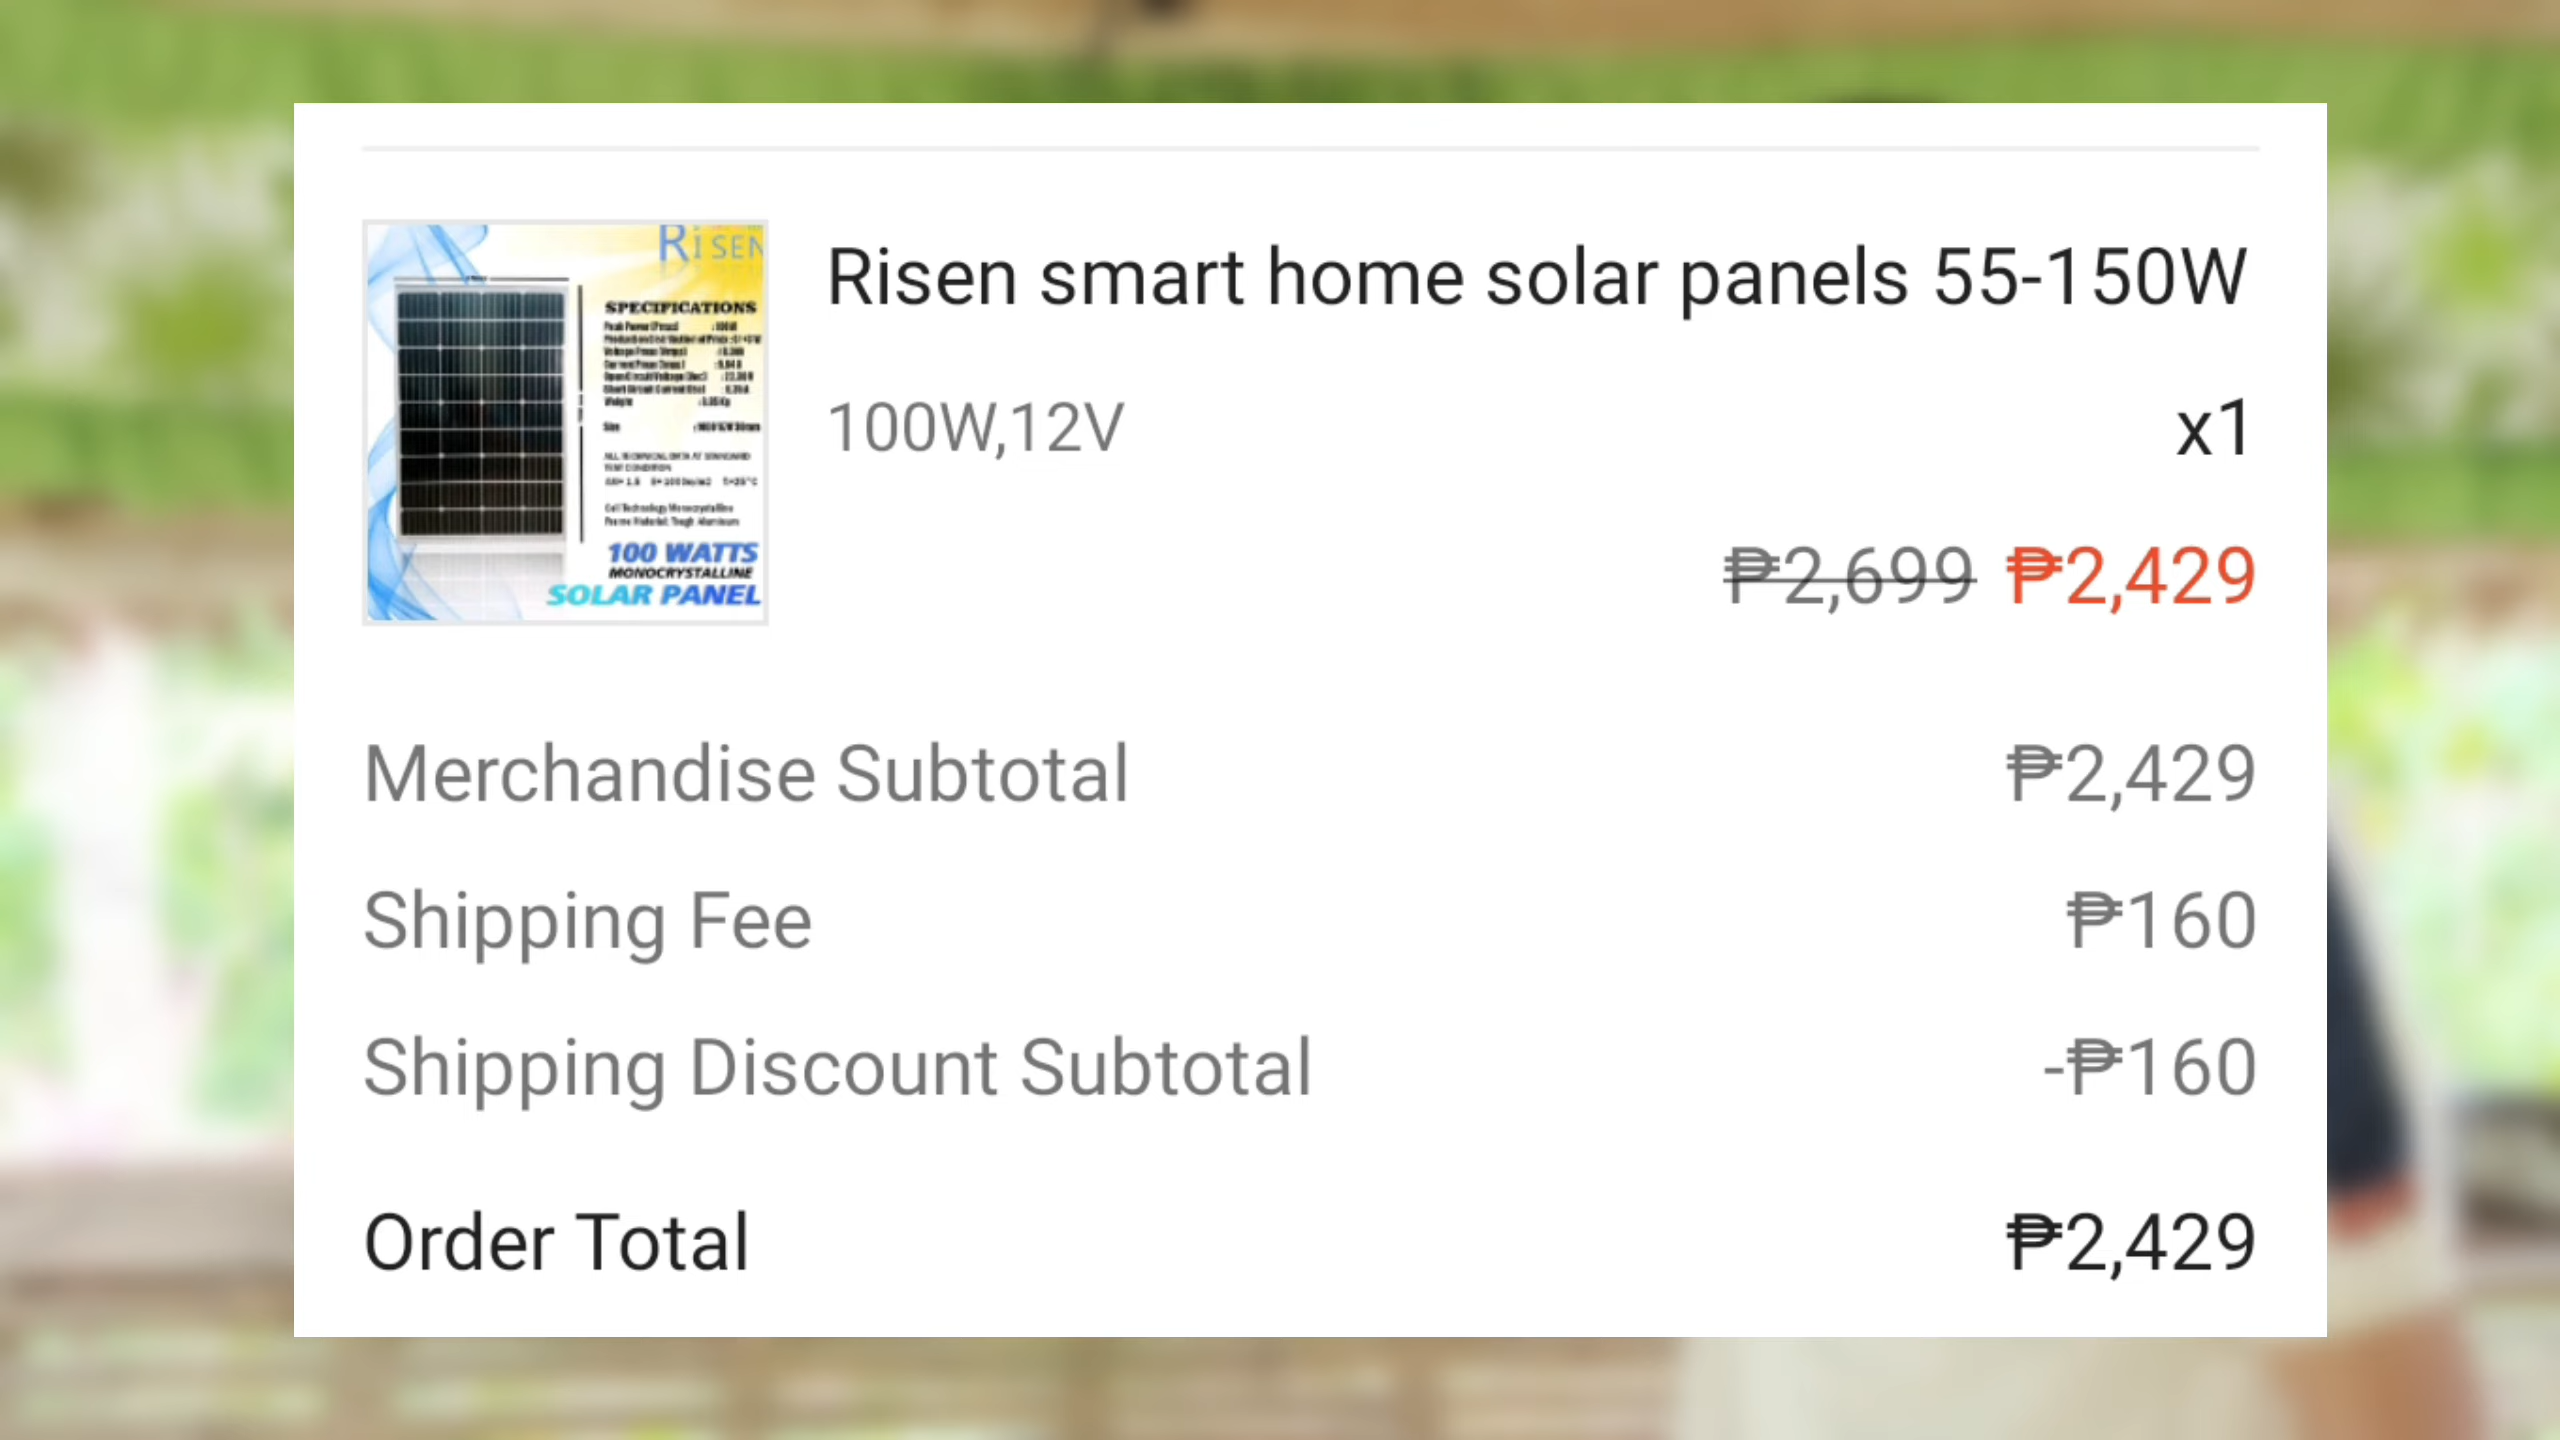 RISEN
SPECIFICATIONS
100 WATTS
MONOCRYSTALLINE
SOLAR PANEL
Risen smart home solar panels 55-150W
100W,12V
x1
₱2,699 ₱2,429
Merchandise Subtotal ₱2,429
Shipping Fee ₱160
Shipping Discount Subtotal -₱160
Order Total ₱2,429